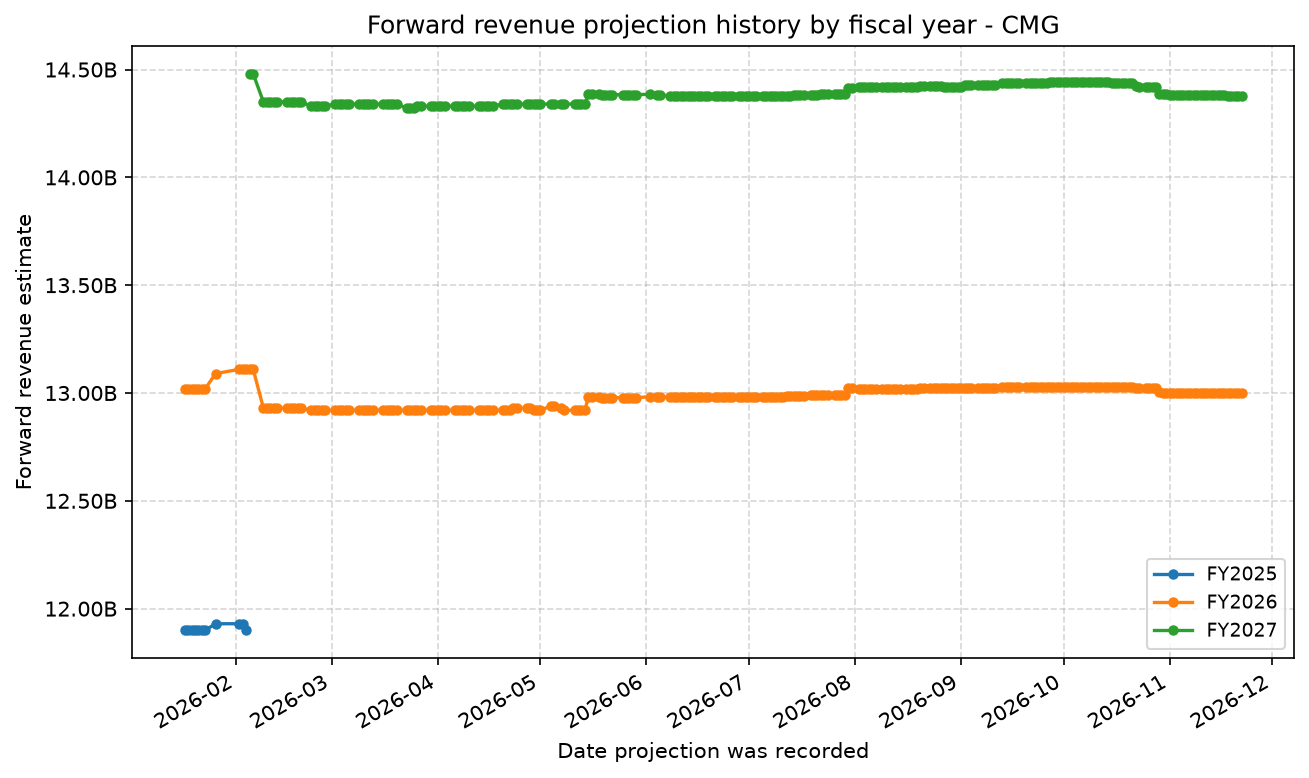 Forward revenue projection history by fiscal year - CMG
Forward revenue estimate
14.50B
14.00B
13.50B
13.00B
12.50B
12.00B
FY2025
FY2026
FY2027
2026-02
2026-03
2026-04
2026-05
2026-06
2026-07
2026-08
2026-09
2026-10
2026-11
2026-12
Date projection was recorded